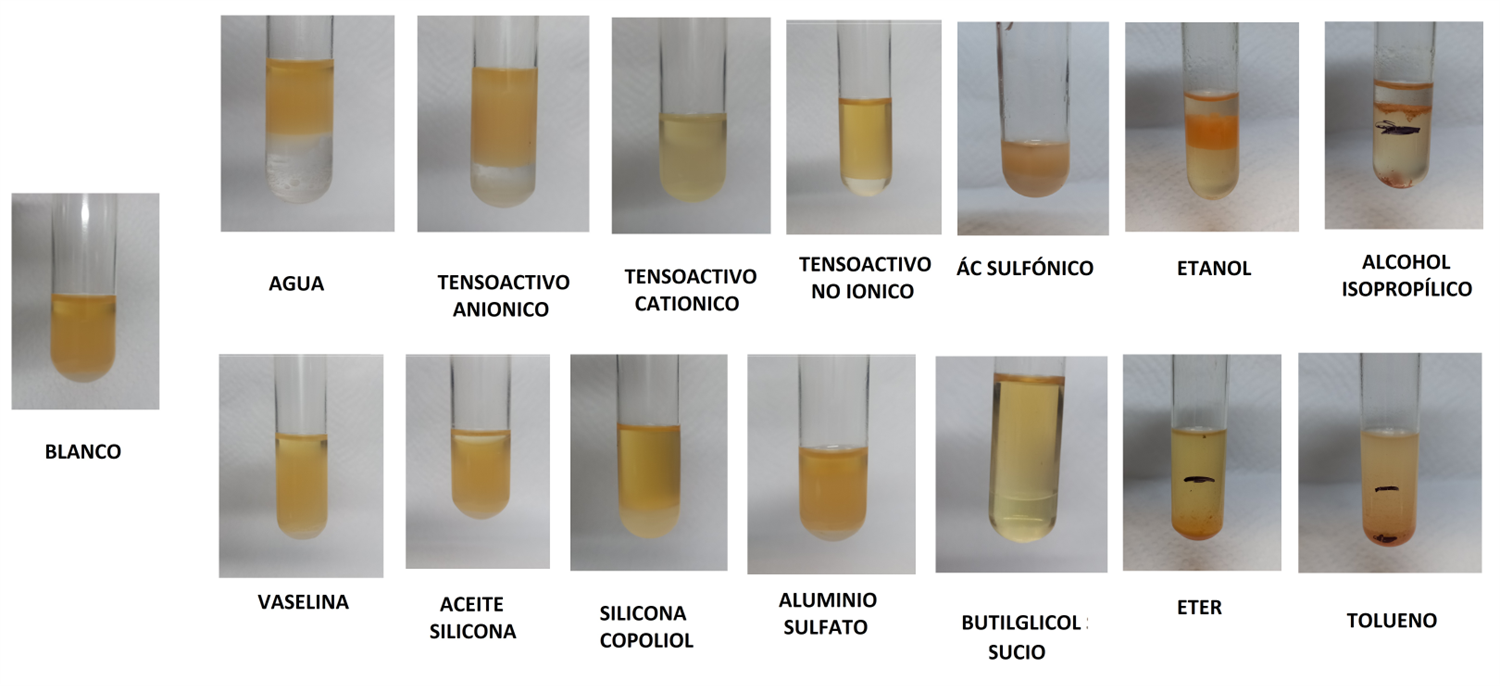 AGUA
TENSOACTIVO
ANIONICO
TENSOACTIVO
CATIONICO
TENSOACTIVO
NO IONICO
ÁC SULFÓNICO
ETANOL
ALCOHOL
ISOPROPÍLICO
BLANCO
VASELINA
ACEITE
SILICONA
SILICONA
COPOLIOL
ALUMINIO
SULFATO
BUTILGLICOL
SUCIO
ETER
TOLUENO